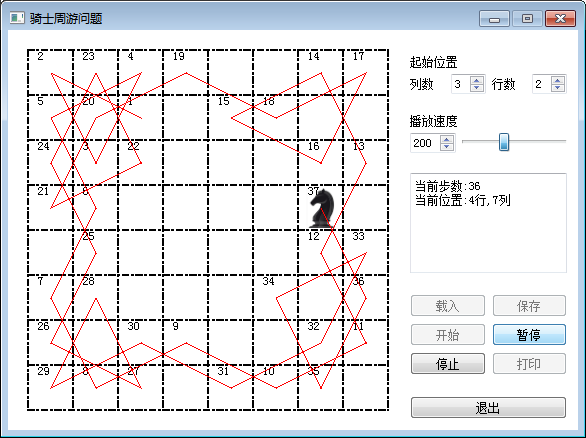 骑士周游问题
2 23 4 19 14 17
5 20 1 15 18
24 3 22 16 13
21 6 37
25 12 33
7 28 34 36
26 30 9 32 11
29 8 27 31 10 35
起始位置
列数 3 行数 2
播放速度
200
当前步数:36
当前位置:4行,7列
载入 保存
开始 暂停
停止 打印
退出